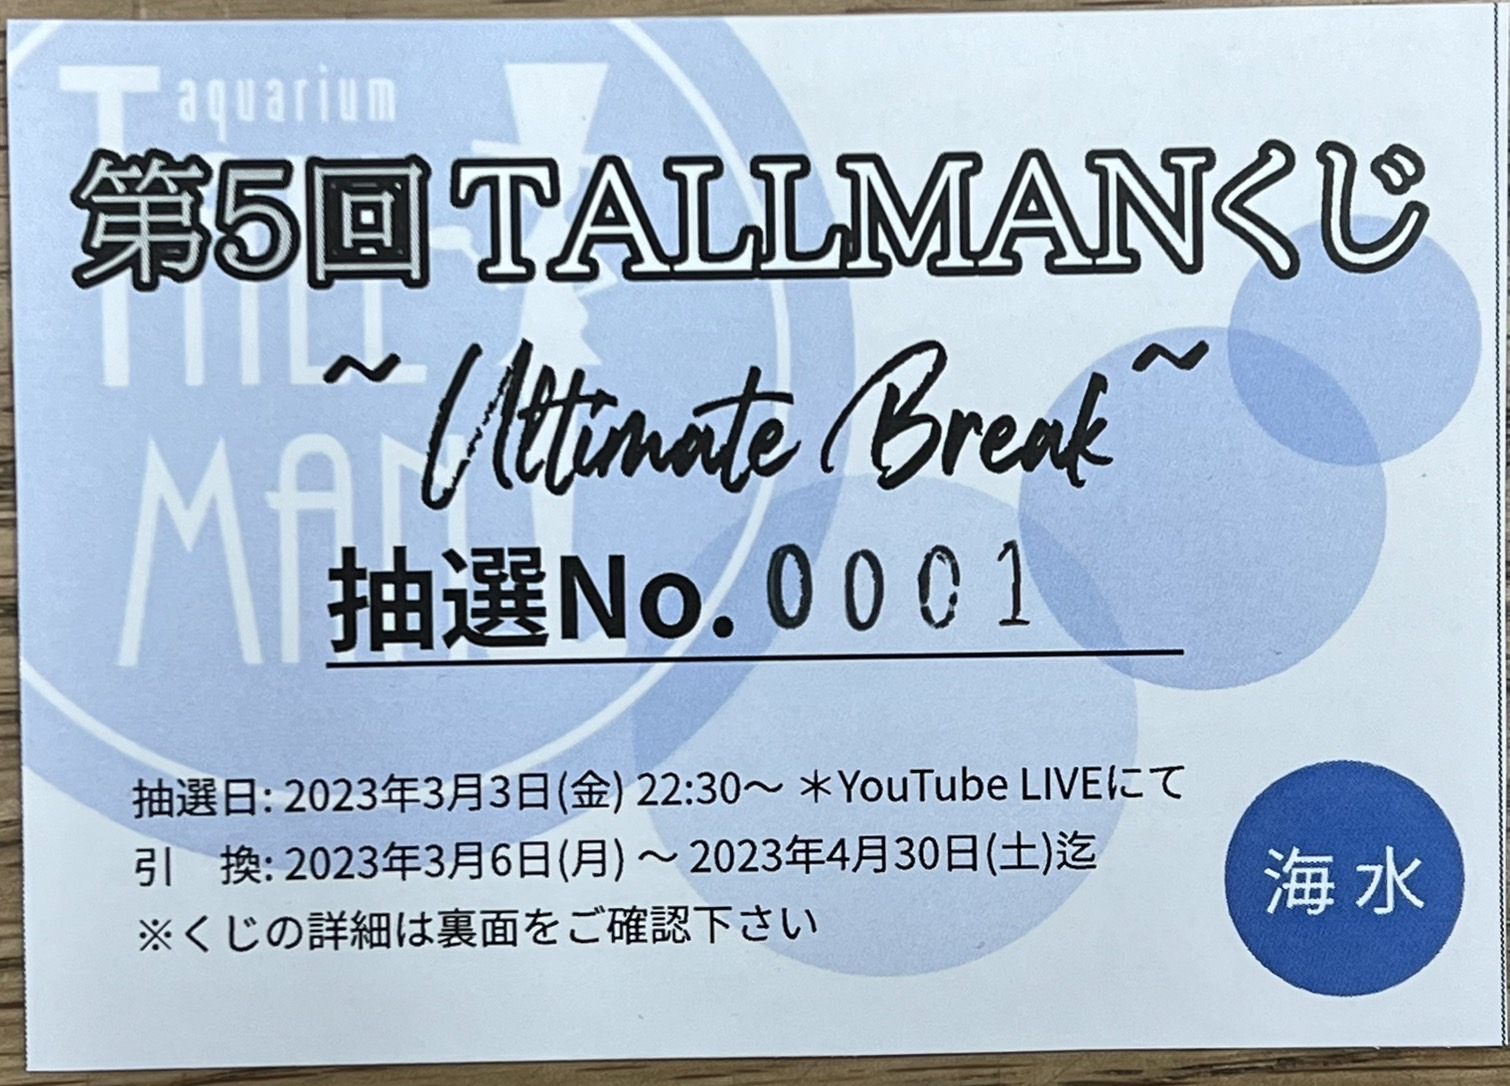 aquarium
TALL
MAN
第5回 TALLMANくじ
~ Ultimate Break ~
抽選No. 0001
抽選日: 2023年3月3日(金) 22:30～ ＊YouTube LIVEにて
引　換: 2023年3月6日(月) ～ 2023年4月30日(土)迄
※くじの詳細は裏面をご確認下さい
海水